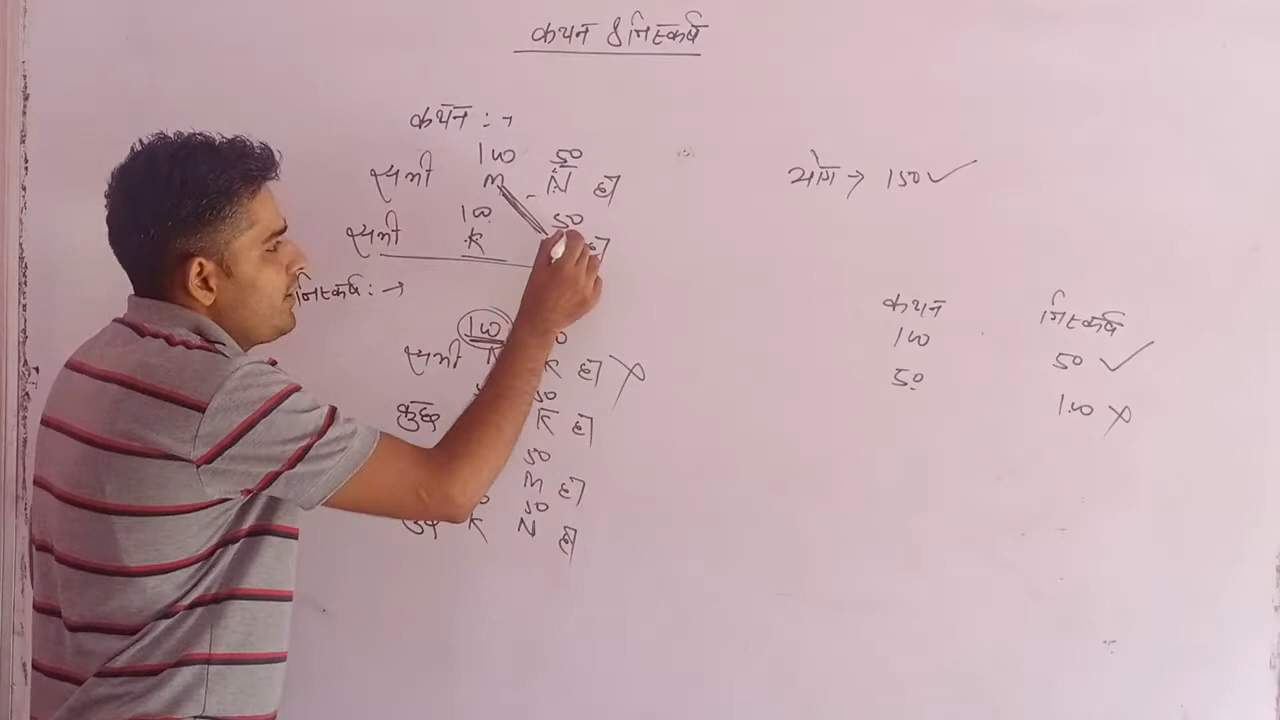 कथन & निष्कर्ष
कथन :→
100 50
सभी M N है
100 50
सभी K है
निष्कर्ष :→
100
सभी K है X
50
कुछ K है
50
M है
50
कुछ K N है
योग → 150 ✓
कथन निष्कर्ष
100 50 ✓
50 100 X